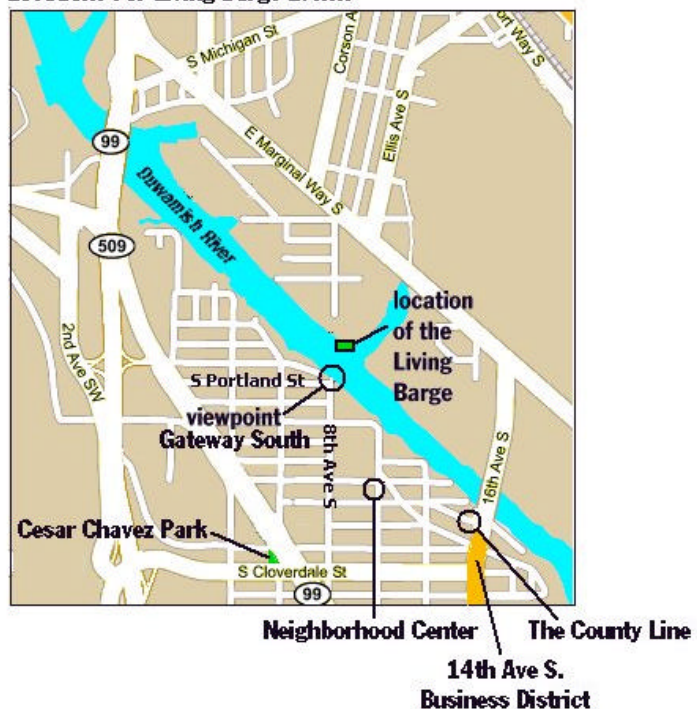 S Michigan St
Corson A
ort Way S
Ellis Ave S
E Marginal Way S
99
Duwamish River
509
2nd Ave SW
location
of the
Living
Barge
S Portland St
viewpoint
Gateway South
8th Ave S
16th Ave S
Cesar Chavez Park
S Cloverdale St
99
Neighborhood Center
The County Line
14th Ave S.
Business District